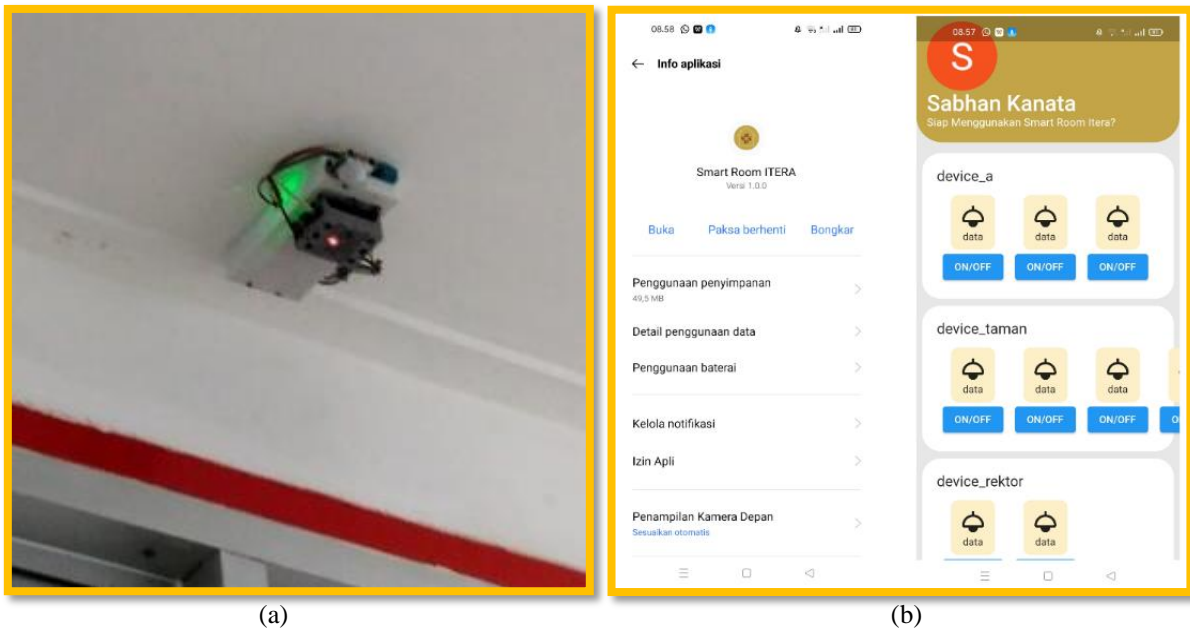 08.58
Info aplikasi
Smart Room ITERA
Versi 1.0.0
Buka Paksa berhenti Bongkar
Penggunaan penyimpanan
49,5 MB
Detail penggunaan data
Penggunaan baterai
Kelola notifikasi
Izin Apli
Penampilan Kamera Depan
Sesuaikan otomatis
08.57
S
Sabhan Kanata
Siap Menggunakan Smart Room Itera?
device_a
data data data
ON/OFF ON/OFF ON/OFF
device_taman
data data data
ON/OFF ON/OFF ON/OFF O
device_rektor
data data
(a) (b)